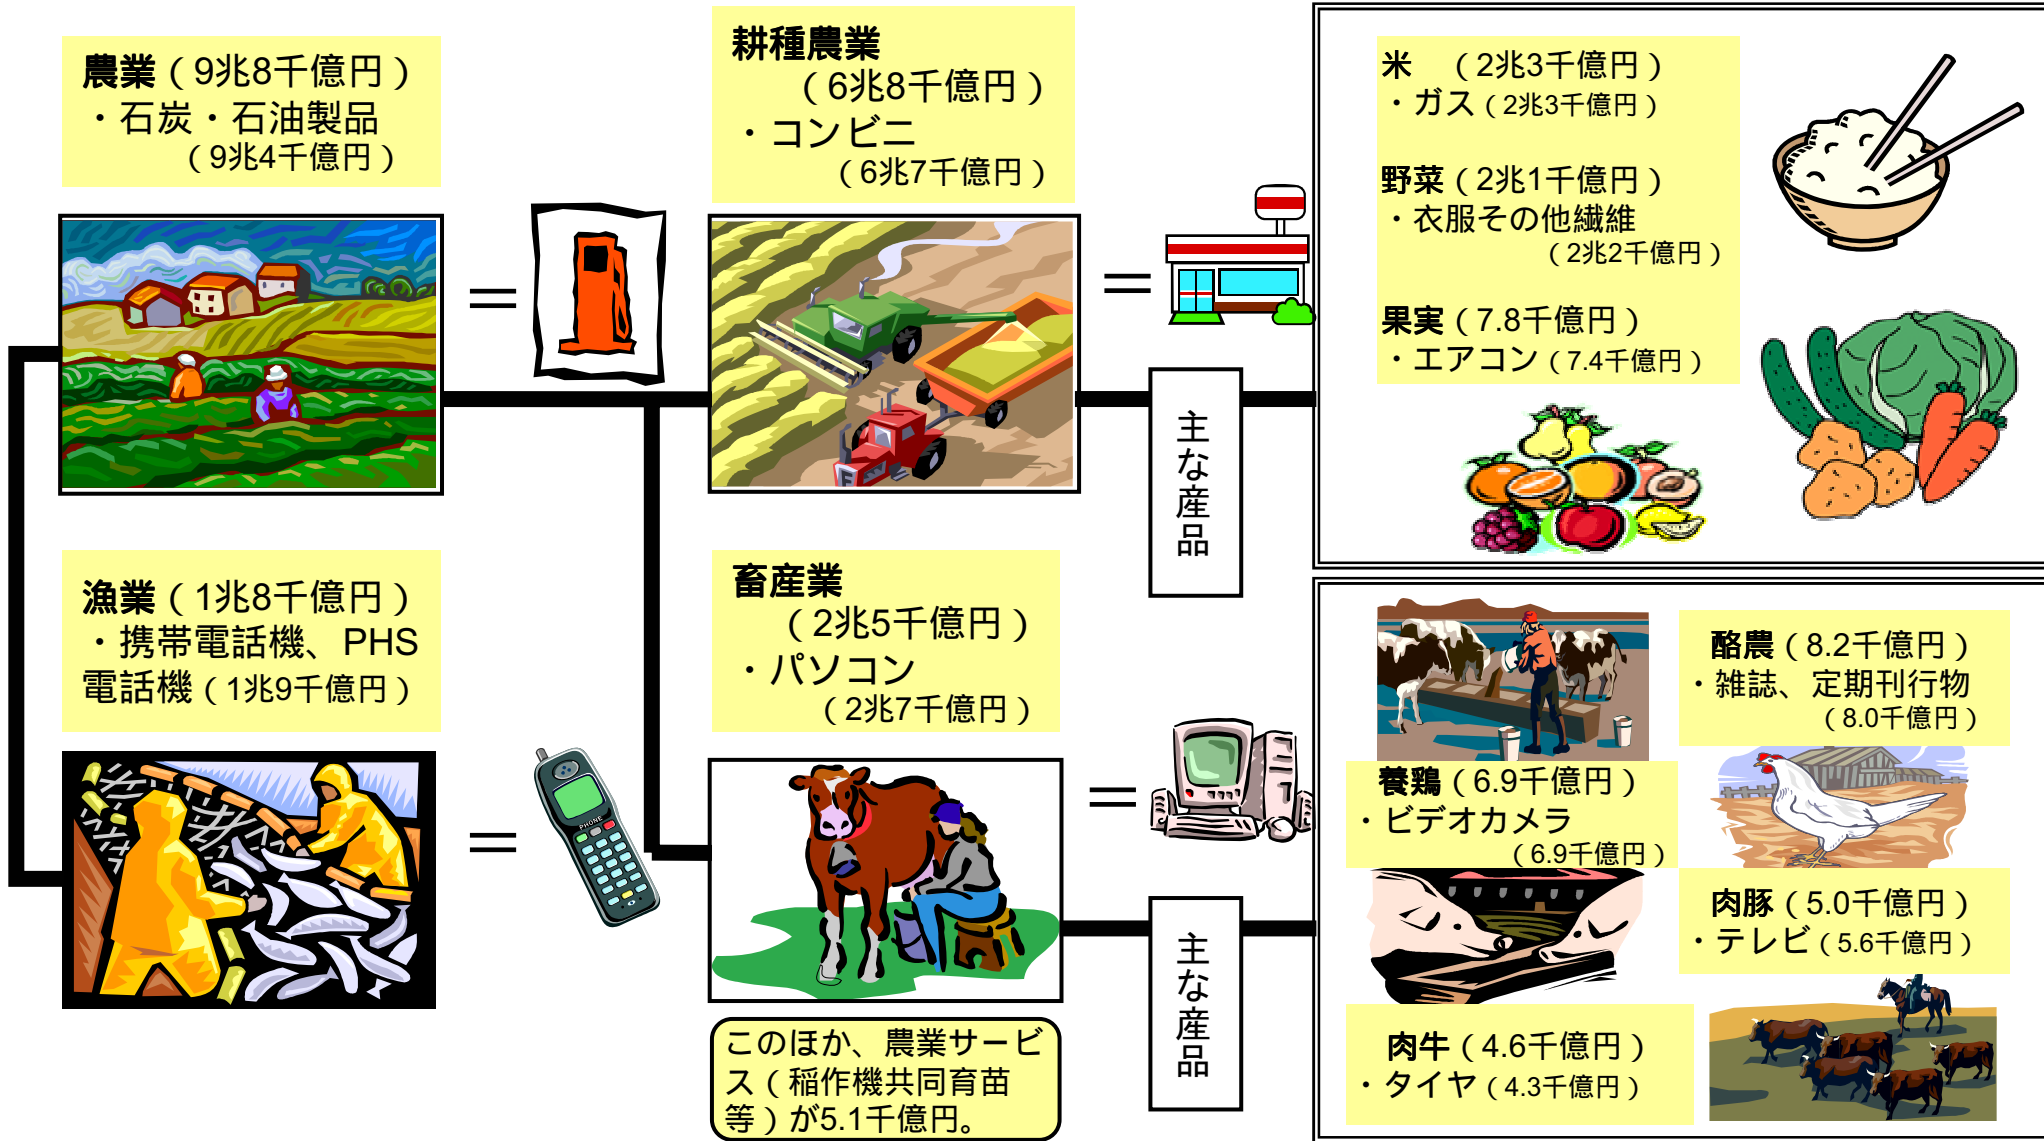 農業（9兆8千億円）
・石炭・石油製品
（9兆4千億円）
耕種農業
（6兆8千億円）
・コンビニ
（6兆7千億円）
米　（2兆3千億円）
・ガス（2兆3千億円）
野菜（2兆1千億円）
・衣服その他繊維
（2兆2千億円）
果実（7.8千億円）
・エアコン（7.4千億円）
＝
＝
主な産品
漁業（1兆8千億円）
・携帯電話機、PHS
電話機（1兆9千億円）
畜産業
（2兆5千億円）
・パソコン
（2兆7千億円）
酪農（8.2千億円）
・雑誌、定期刊行物
（8.0千億円）
養鶏（6.9千億円）
・ビデオカメラ
（6.9千億円）
肉豚（5.0千億円）
・テレビ（5.6千億円）
肉牛（4.6千億円）
・タイヤ（4.3千億円）
＝
PHONE
＝
主な産品
このほか、農業サービ
ス（稲作機共同育苗
等）が5.1千億円。